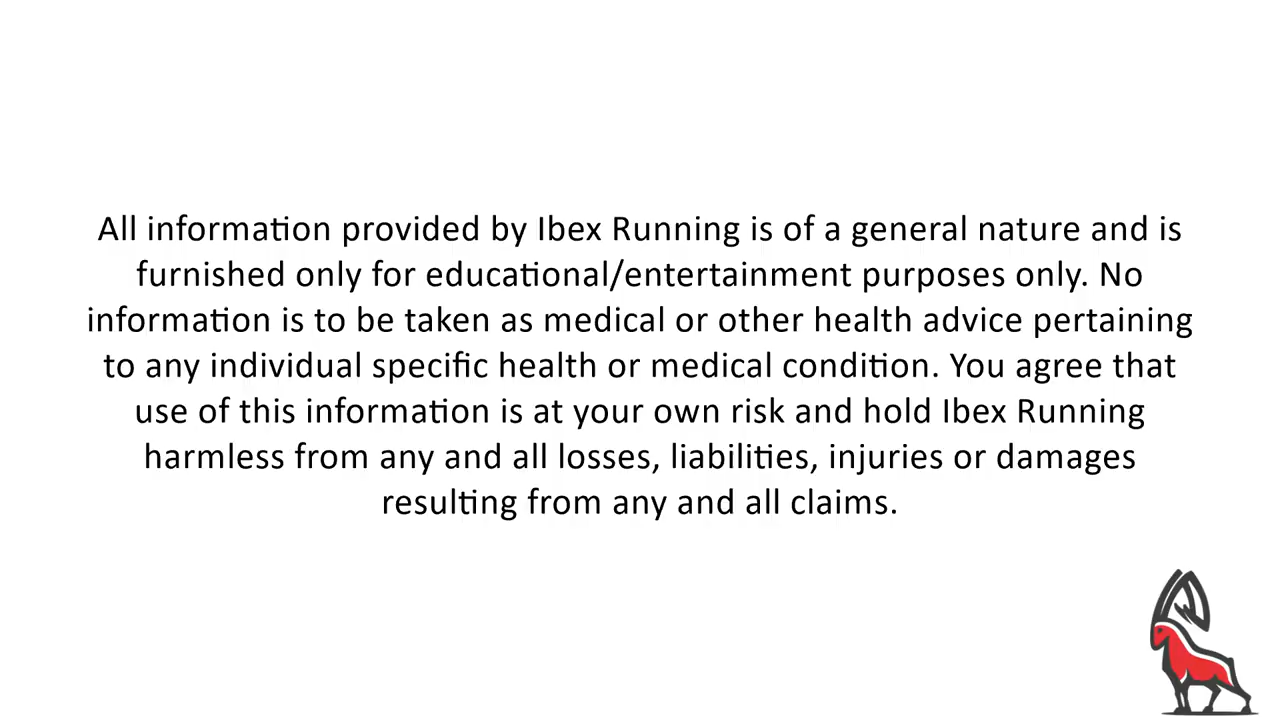 All information provided by Ibex Running is of a general nature and is
furnished only for educational/entertainment purposes only. No
information is to be taken as medical or other health advice pertaining
to any individual specific health or medical condition. You agree that
use of this information is at your own risk and hold Ibex Running
harmless from any and all losses, liabilities, injuries or damages
resulting from any and all claims.